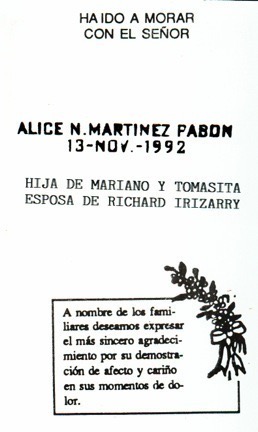 HA IDO A MORAR
CON EL SEÑOR
ALICE N. MARTINEZ PABON
13-NOV.-1992
HIJA DE MARIANO Y TOMASITA
ESPOSA DE RICHARD IRIZARRY
A nombre de los fami-
liares deseamos expresar
el más sincero agradeci-
miento por su demostra-
ción de afecto y cariño
en sus momentos de do-
lor.